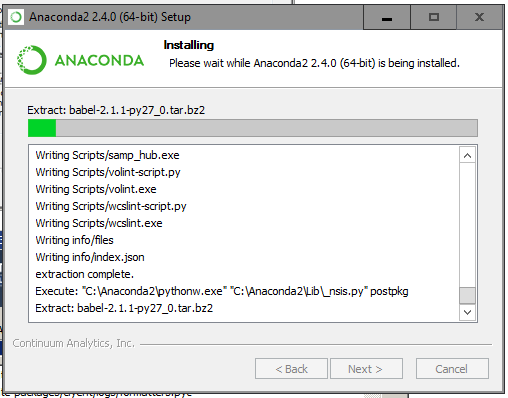 Anaconda2 2.4.0 (64-bit) Setup
Installing
Please wait while Anaconda2 2.4.0 (64-bit) is being installed.
ANACONDA
Extract: babel-2.1.1-py27_0.tar.bz2
Writing Scripts/samp_hub.exe
Writing Scripts/volint-script.py
Writing Scripts/volint.exe
Writing Scripts/wcslint-script.py
Writing Scripts/wcslint.exe
Writing info/files
Writing info/index.json
extraction complete.
Execute: "C:\Anaconda2\pythonw.exe" "C:\Anaconda2\Lib\_nsis.py" postpkg
Extract: babel-2.1.1-py27_0.tar.bz2
Continuum Analytics, Inc.
< Back
Next >
Cancel